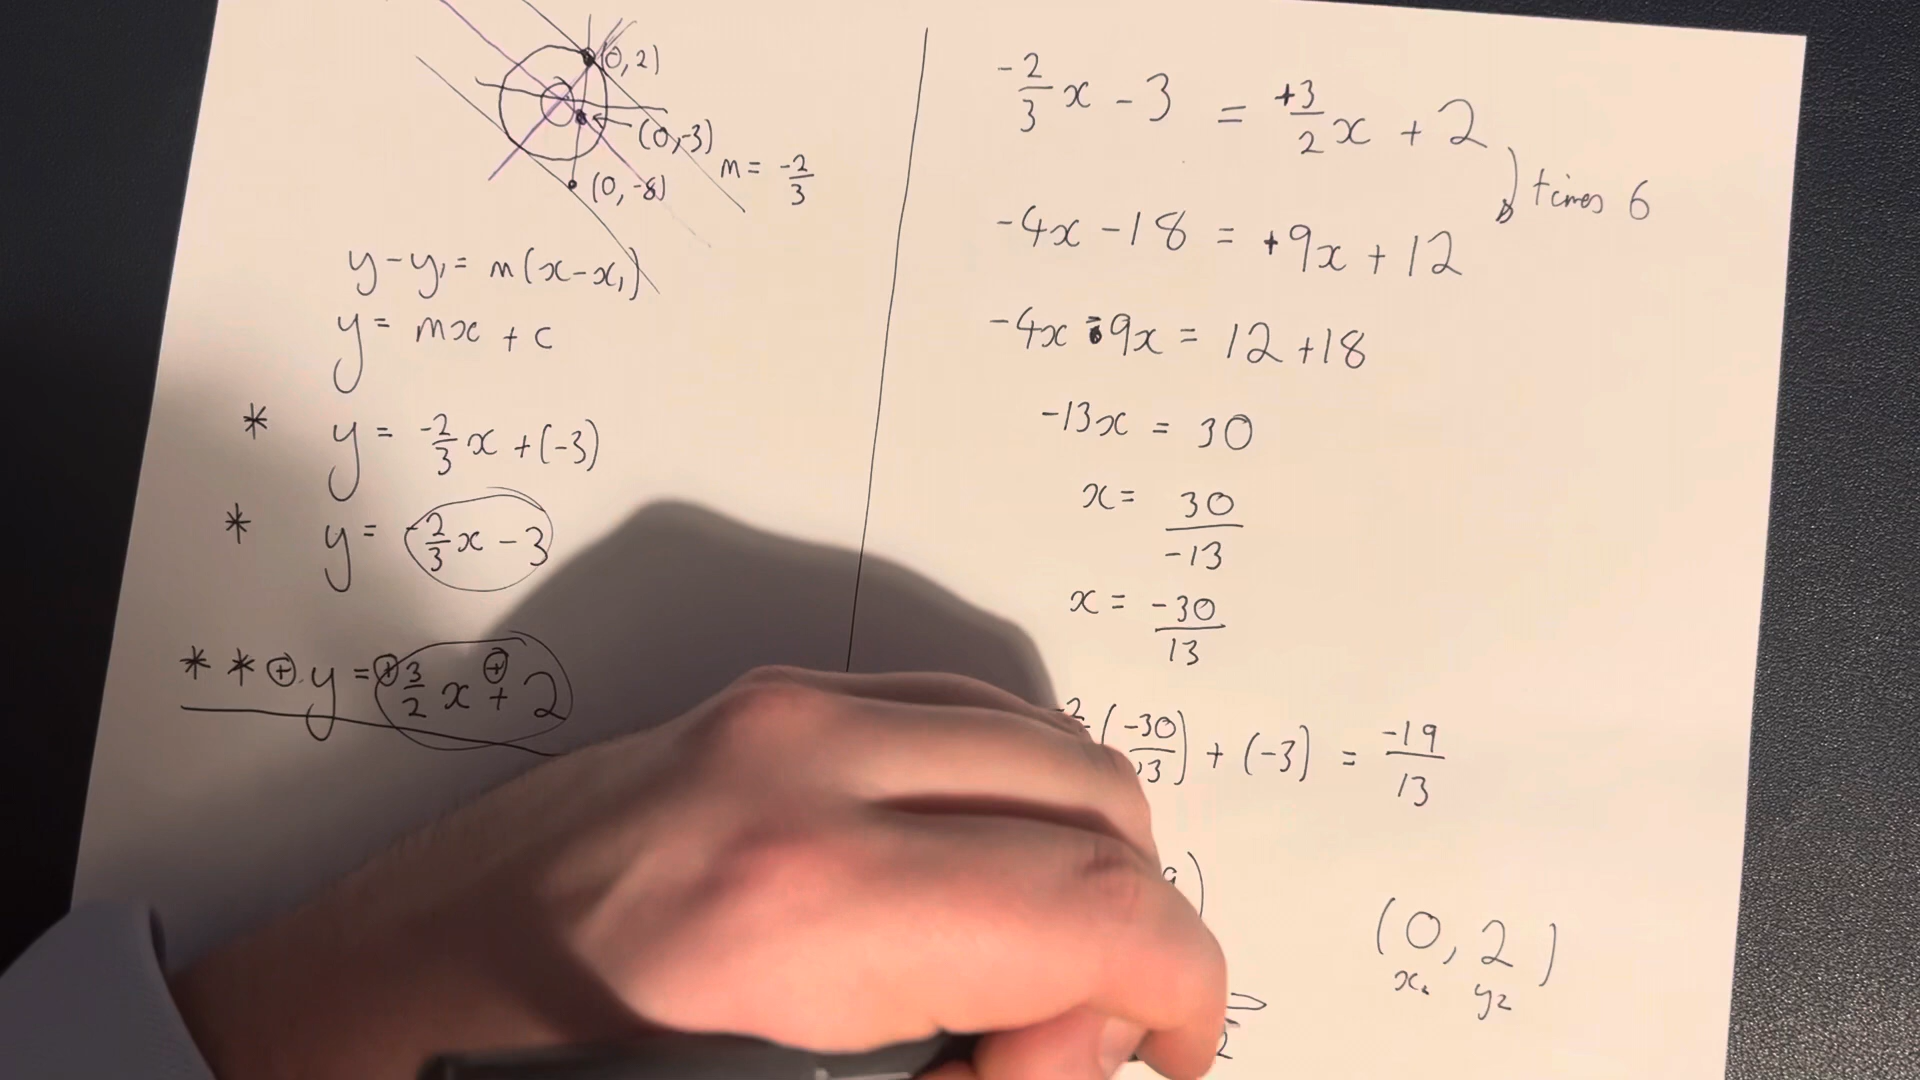 (0, 2)
(0, -3)
m = -2/3
(0, -8)
y - y₁ = m(x - x₁)
y = mx + c
* y = -2/3 x + (-3)
* y = -2/3 x - 3
* * ⊕ y = ⊕ 3/2 x ⊕ + 2
-2/3 x - 3 = +3/2 x + 2
times 6
-4x - 18 = +9x + 12
-4x - 9x = 12 + 18
-13x = 30
x = 30/-13
x = -30/13
-2/ (-30/13) + (-3) = -19/13
)
(0, 2)
y₂
2